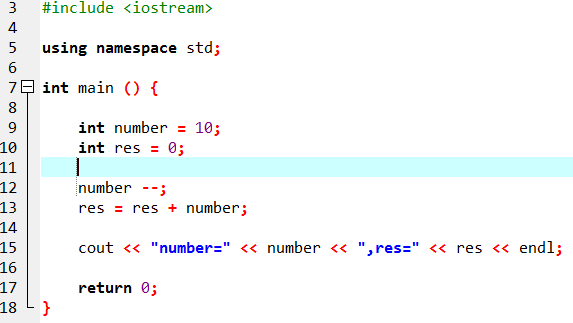 3 #include <iostream>
4
5 using namespace std;
6
7 int main () {
8
9 int number = 10;
10 int res = 0;
11
12 number --;
13 res = res + number;
14
15 cout << "number=" << number << ",res=" << res << endl;
16
17 return 0;
18 }